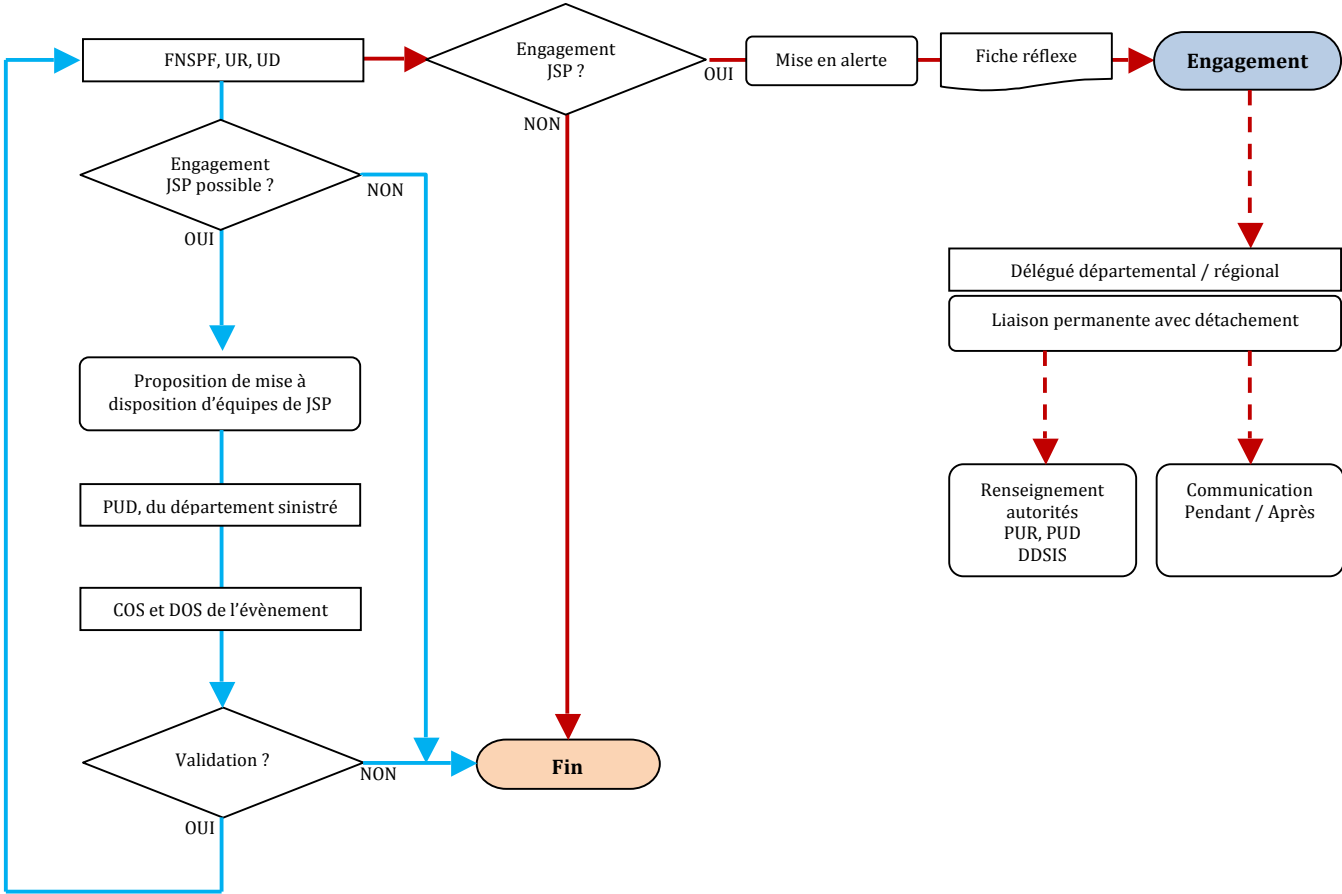 FNSPF, UR, UD
Engagement
JSP ?
OUI
NON
Mise en alerte
Fiche réflexe
Engagement
Engagement
JSP possible ?
NON
OUI
Proposition de mise à
disposition d’équipes de JSP
PUD, du département sinistré
COS et DOS de l’évènement
Validation ?
NON
OUI
Fin
Délégué départemental / régional
Liaison permanente avec détachement
Renseignement
autorités
PUR, PUD
DDSIS
Communication
Pendant / Après